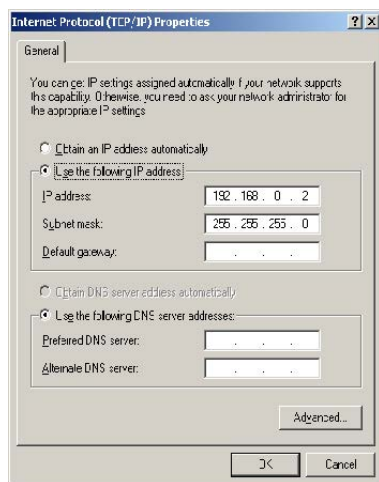 Internet Protocol (TCP/IP) Properties
General
You can get IP settings assigned automatically if your network supports
this capability. Otherwise, you need to ask your network administrator for
the appropriate IP settings.
Obtain an IP address automatically
Use the following IP address
IP address: 192 . 168 . 0 . 2
Subnet mask: 255 . 255 . 255 . 0
Default gateway: . . .
Obtain DNS server address automatically
Use the following DNS server addresses:
Preferred DNS server: . . .
Alternate DNS server: . . .
Advanced...
OK Cancel